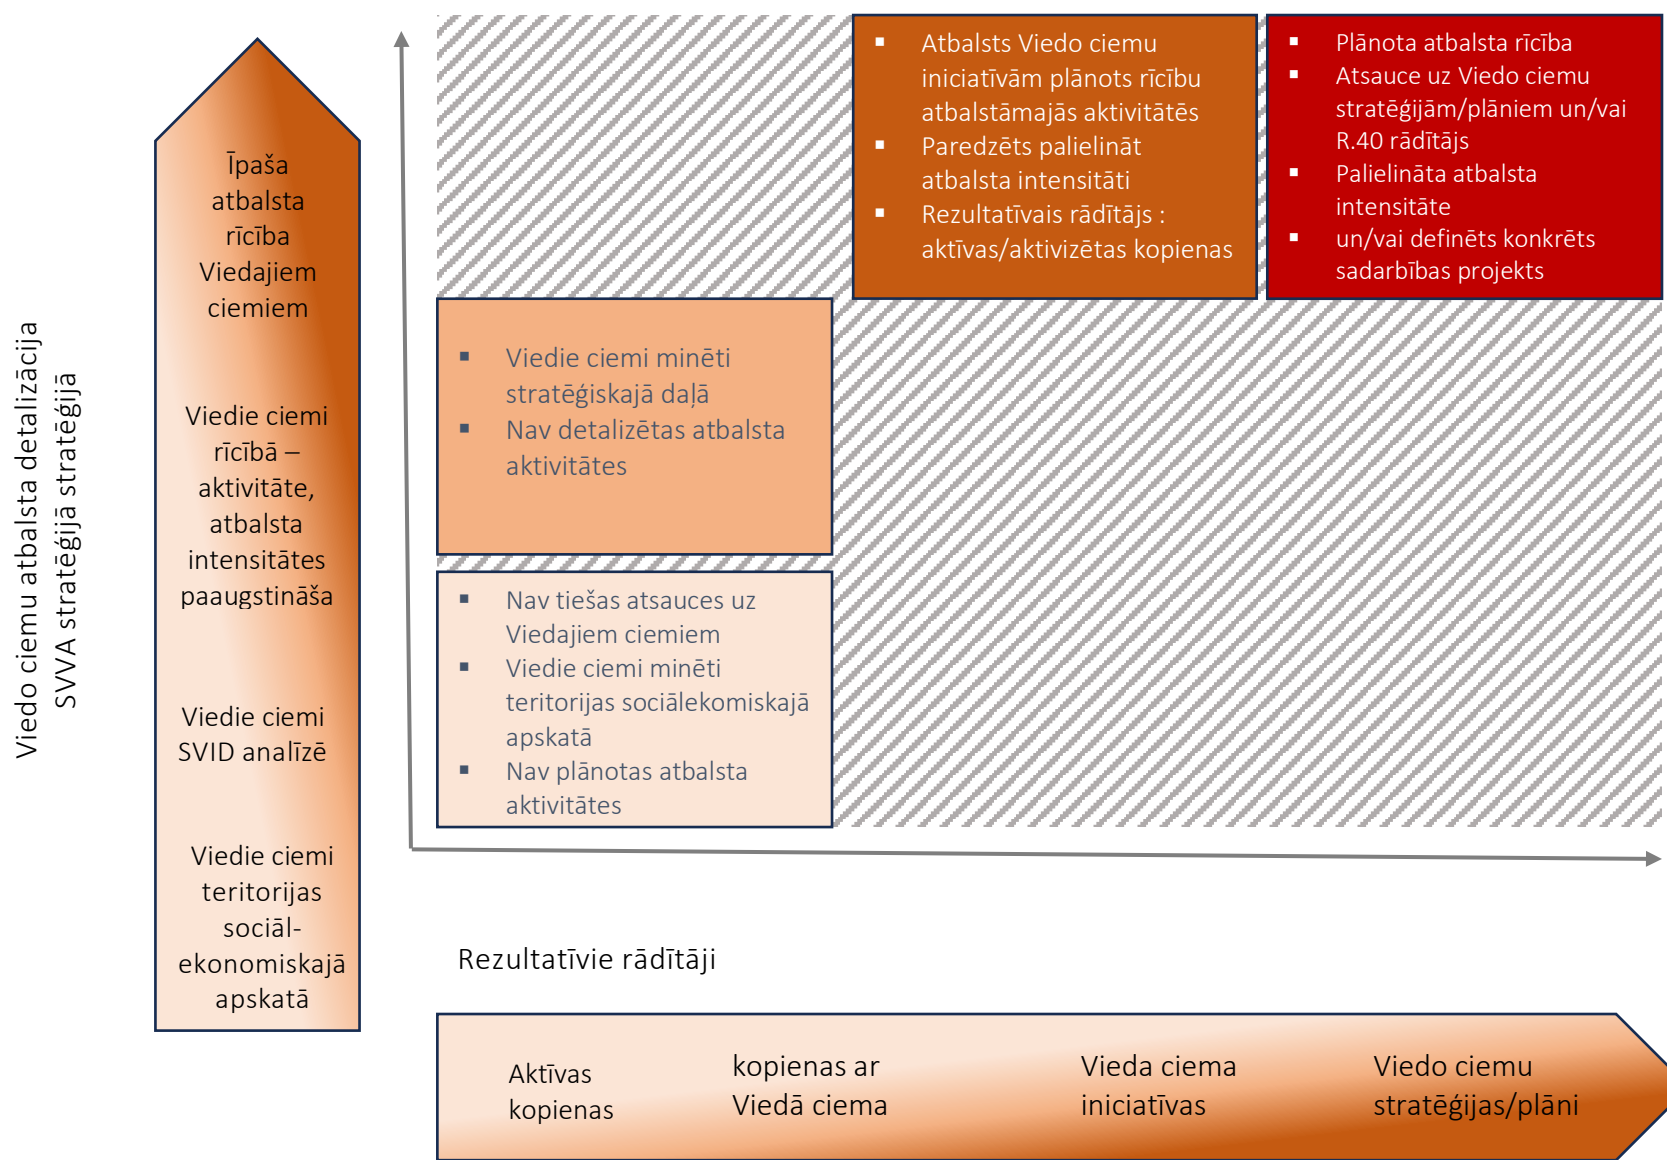 Viedo ciemu atbalsta detalizācija
SVVA stratēģijā stratēģijā
Īpaša
atbalsta
rīcība
Viedajiem
ciemiem
Viedie ciemi
rīcībā –
aktivitāte,
atbalsta
intensitātes
paaugstināša
Viedie ciemi
SVID analīzē
Viedie ciemi
teritorijas
sociāl-
ekonomiskajā
apskatā
▪ Atbalsts Viedo ciemu
iniciatīvām plānots rīcību
atbalstāmajās aktivitātēs
▪ Paredzēts palielināt
atbalsta intensitāti
▪ Rezultatīvais rādītājs :
aktīvas/aktivizētas kopienas
▪ Plānota atbalsta rīcība
▪ Atsauce uz Viedo ciemu
stratēģijām/plāniem un/vai
R.40 rādītājs
▪ Palielināta atbalsta
intensitāte
▪ un/vai definēts konkrēts
sadarbības projekts
▪ Viedie ciemi minēti
stratēģiskajā daļā
▪ Nav detalizētas atbalsta
aktivitātes
▪ Nav tiešas atsauces uz
Viedajiem ciemiem
▪ Viedie ciemi minēti
teritorijas sociālekomiskajā
apskatā
▪ Nav plānotas atbalsta
aktivitātes
Rezultatīvie rādītāji
Aktīvas
kopienas
kopienas ar
Viedā ciema
Vieda ciema
iniciatīvas
Viedo ciemu
stratēģijas/plāni